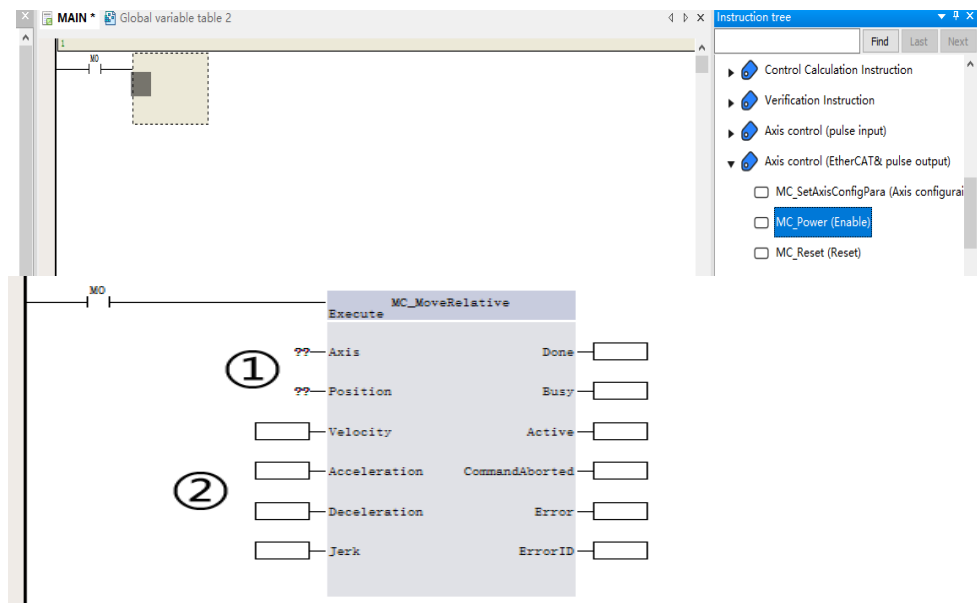 MAIN * Global variable table 2
Instruction tree
Find Last Next
1
M0
Control Calculation Instruction
Verification Instruction
Axis control (pulse input)
Axis control (EtherCAT& pulse output)
MC_SetAxisConfigPara (Axis configurai
MC_Power (Enable)
MC_Reset (Reset)
M0
MC_MoveRelative
Execute
① ??
Axis Done
??
Position Busy
Velocity Active
② Acceleration CommandAborted
Deceleration Error
Jerk ErrorID